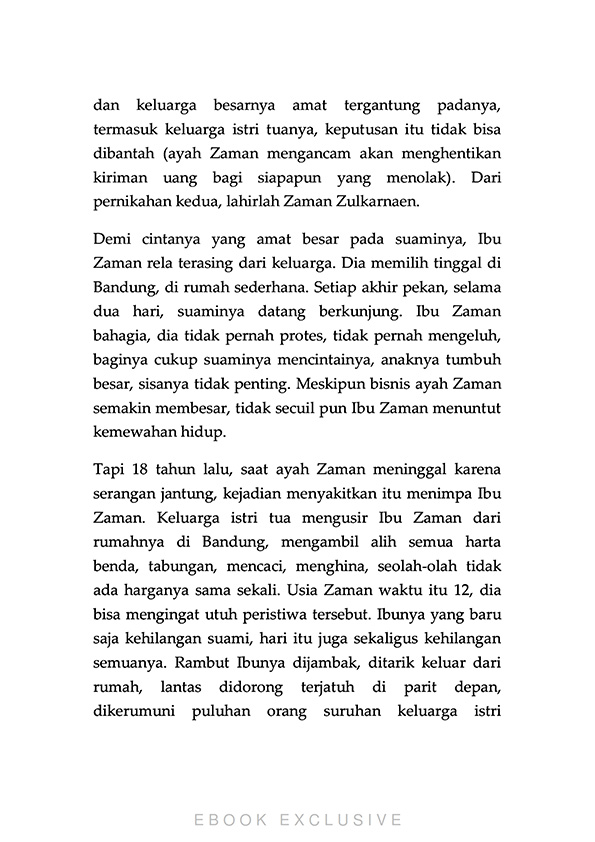 dan keluarga besarnya amat tergantung padanya,
termasuk keluarga istri tuanya, keputusan itu tidak bisa
dibantah (ayah Zaman mengancam akan menghentikan
kiriman uang bagi siapapun yang menolak). Dari
pernikahan kedua, lahirlah Zaman Zulkarnaen.
Demi cintanya yang amat besar pada suaminya, Ibu
Zaman rela terasing dari keluarga. Dia memilih tinggal di
Bandung, di rumah sederhana. Setiap akhir pekan, selama
dua hari, suaminya datang berkunjung. Ibu Zaman
bahagia, dia tidak pernah protes, tidak pernah mengeluh,
baginya cukup suaminya mencintainya, anaknya tumbuh
besar, sisanya tidak penting. Meskipun bisnis ayah Zaman
semakin membesar, tidak secuil pun Ibu Zaman menuntut
kemewahan hidup.
Tapi 18 tahun lalu, saat ayah Zaman meninggal karena
serangan jantung, kejadian menyakitkan itu menimpa Ibu
Zaman. Keluarga istri tua mengusir Ibu Zaman dari
rumahnya di Bandung, mengambil alih semua harta
benda, tabungan, mencaci, menghina, seolah-olah tidak
ada harganya sama sekali. Usia Zaman waktu itu 12, dia
bisa mengingat utuh peristiwa tersebut. Ibunya yang baru
saja kehilangan suami, hari itu juga sekaligus kehilangan
semuanya. Rambut Ibunya dijambak, ditarik keluar dari
rumah, lantas didorong terjatuh di parit depan,
dikerumuni puluhan orang suruhan keluarga istri
EBOOK EXCLUSIVE